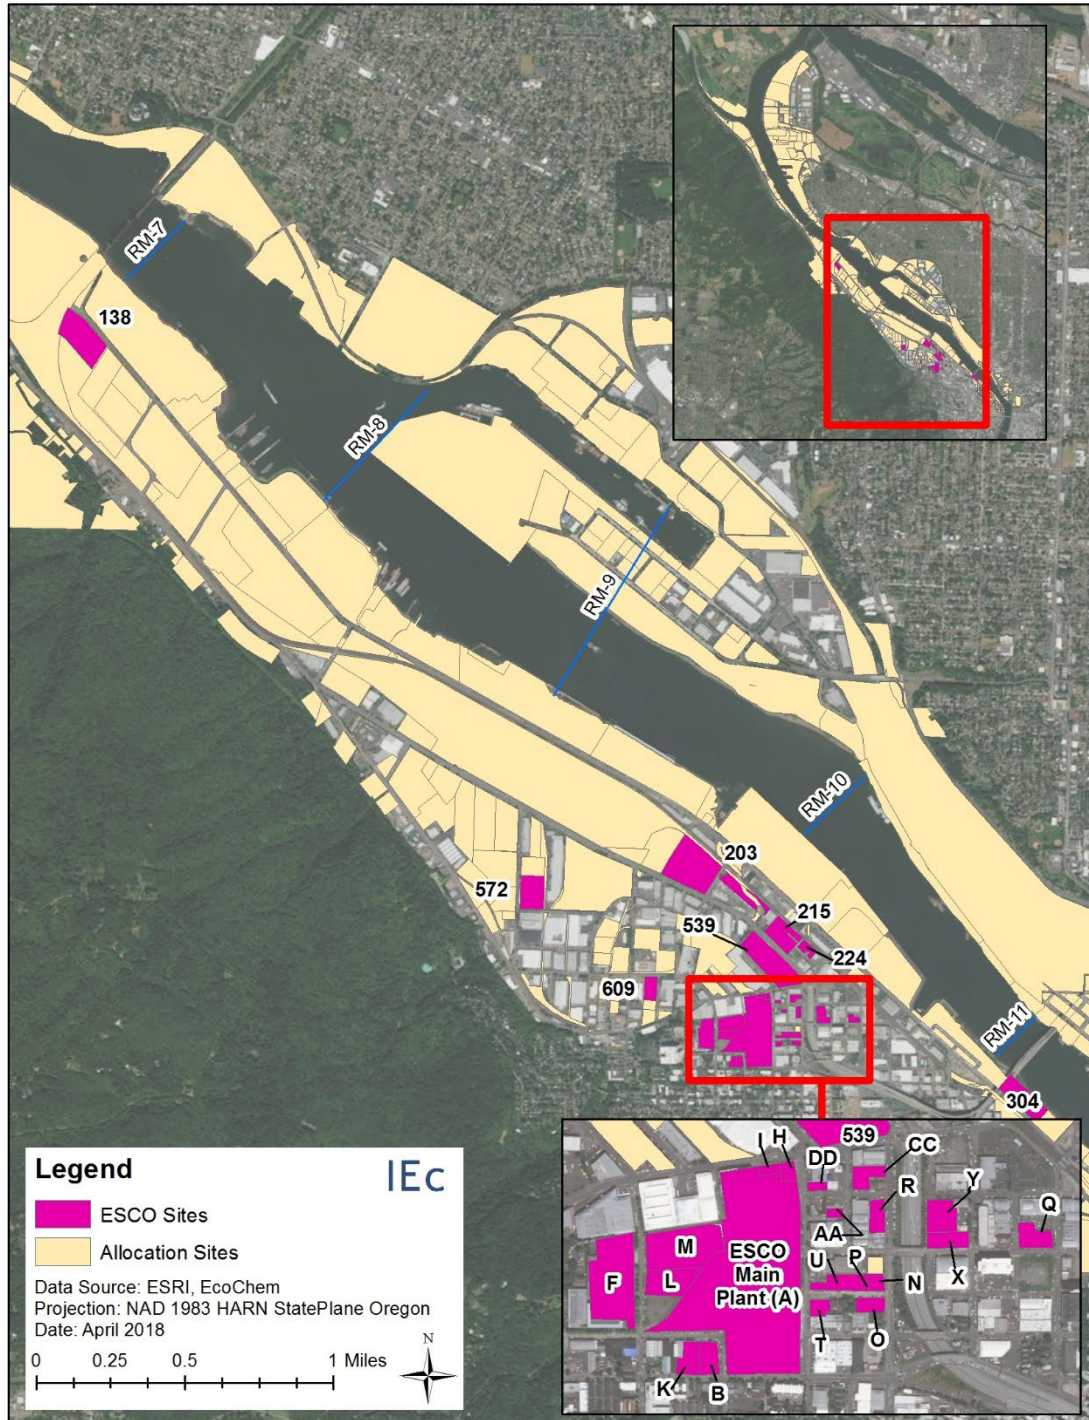 RM-7
138
RM-8
RM-9
RM-10
203
572
215
539
224
609
RM-11
304
539
I
H
DD
CC
Y
R
Q
AA
M
ESCO
Main
Plant (A)
U
P
F
L
N
X
T
O
K
B
Legend
IEc
ESCO Sites
Allocation Sites
Data Source: ESRI, EcoChem
Projection: NAD 1983 HARN StatePlane Oregon
Date: April 2018
N
0 0.25 0.5 1 Miles